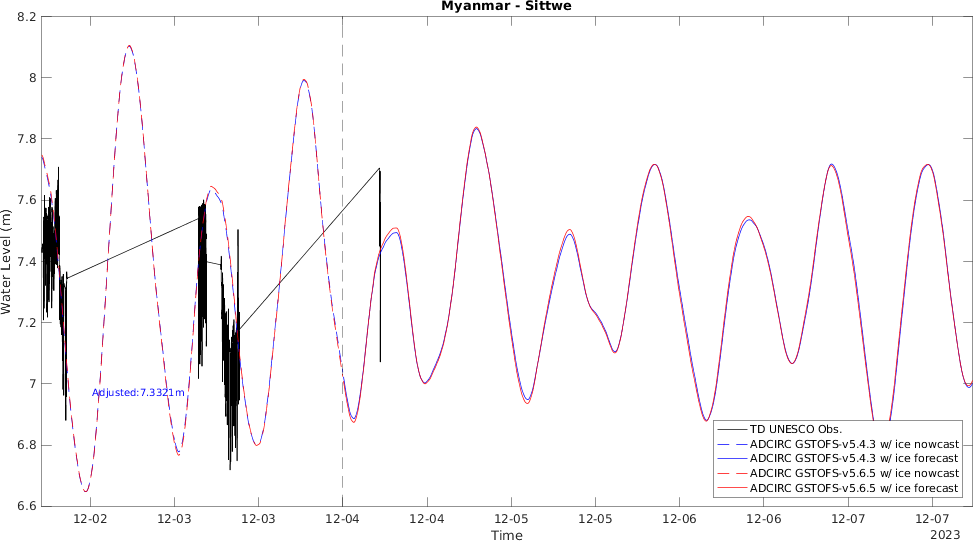 Myanmar - Sittwe
8.2
8
7.8
7.6
7.4
7.2
7
6.8
6.6
Water Level (m)
Adjusted:7.3321m
TD UNESCO Obs.
ADCIRC GSTOFS-v5.4.3 w/ ice nowcast
ADCIRC GSTOFS-v5.4.3 w/ ice forecast
ADCIRC GSTOFS-v5.6.5 w/ ice nowcast
ADCIRC GSTOFS-v5.6.5 w/ ice forecast
12-02 12-03 12-03 12-04 12-04 12-05 12-05 12-06 12-06 12-07 12-07
Time
2023